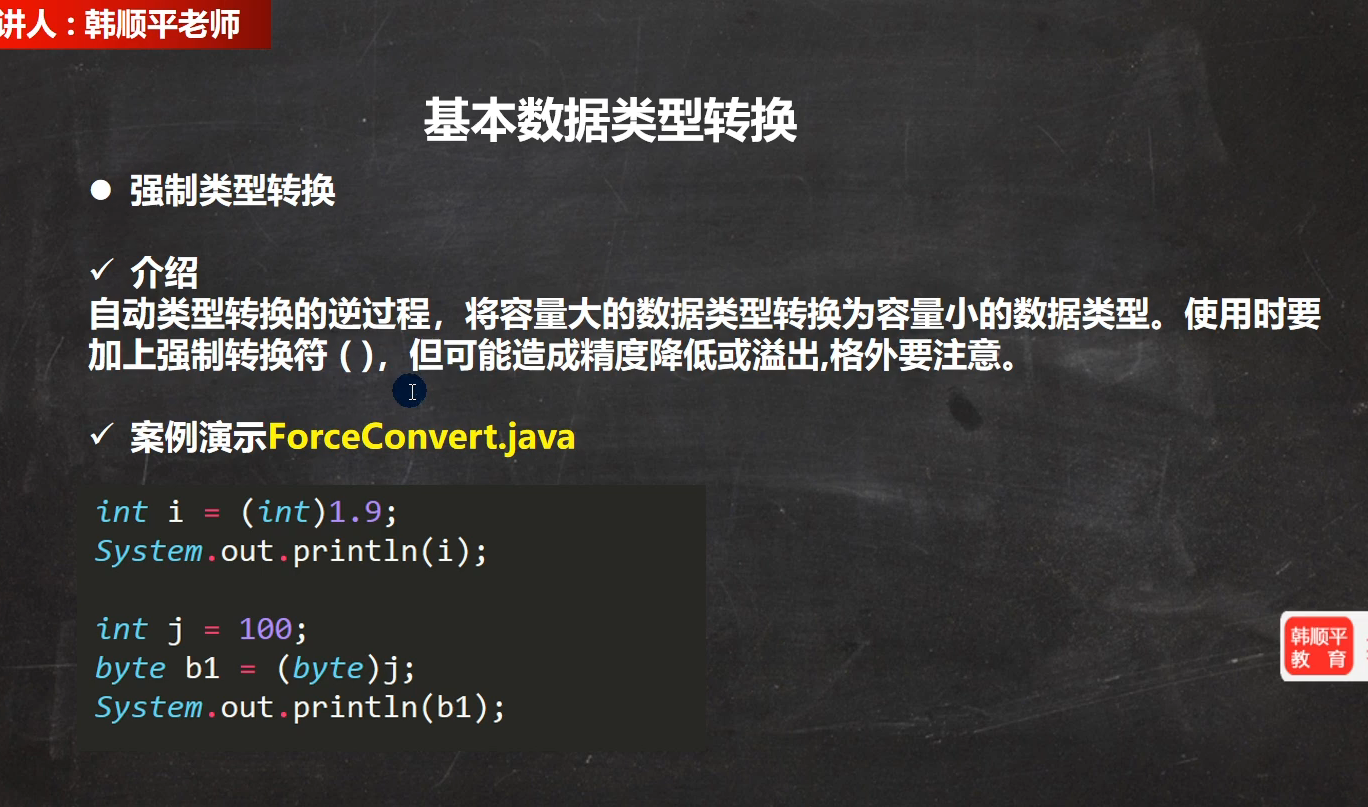 讲人：韩顺平老师
基本数据类型转换
● 强制类型转换
✓ 介绍
自动类型转换的逆过程，将容量大的数据类型转换为容量小的数据类型。使用时要
加上强制转换符 ( )，但可能造成精度降低或溢出,格外要注意。
✓ 案例演示ForceConvert.java
int i = (int)1.9;
System.out.println(i);
int j = 100;
byte b1 = (byte)j;
System.out.println(b1);
韩顺平
教 育